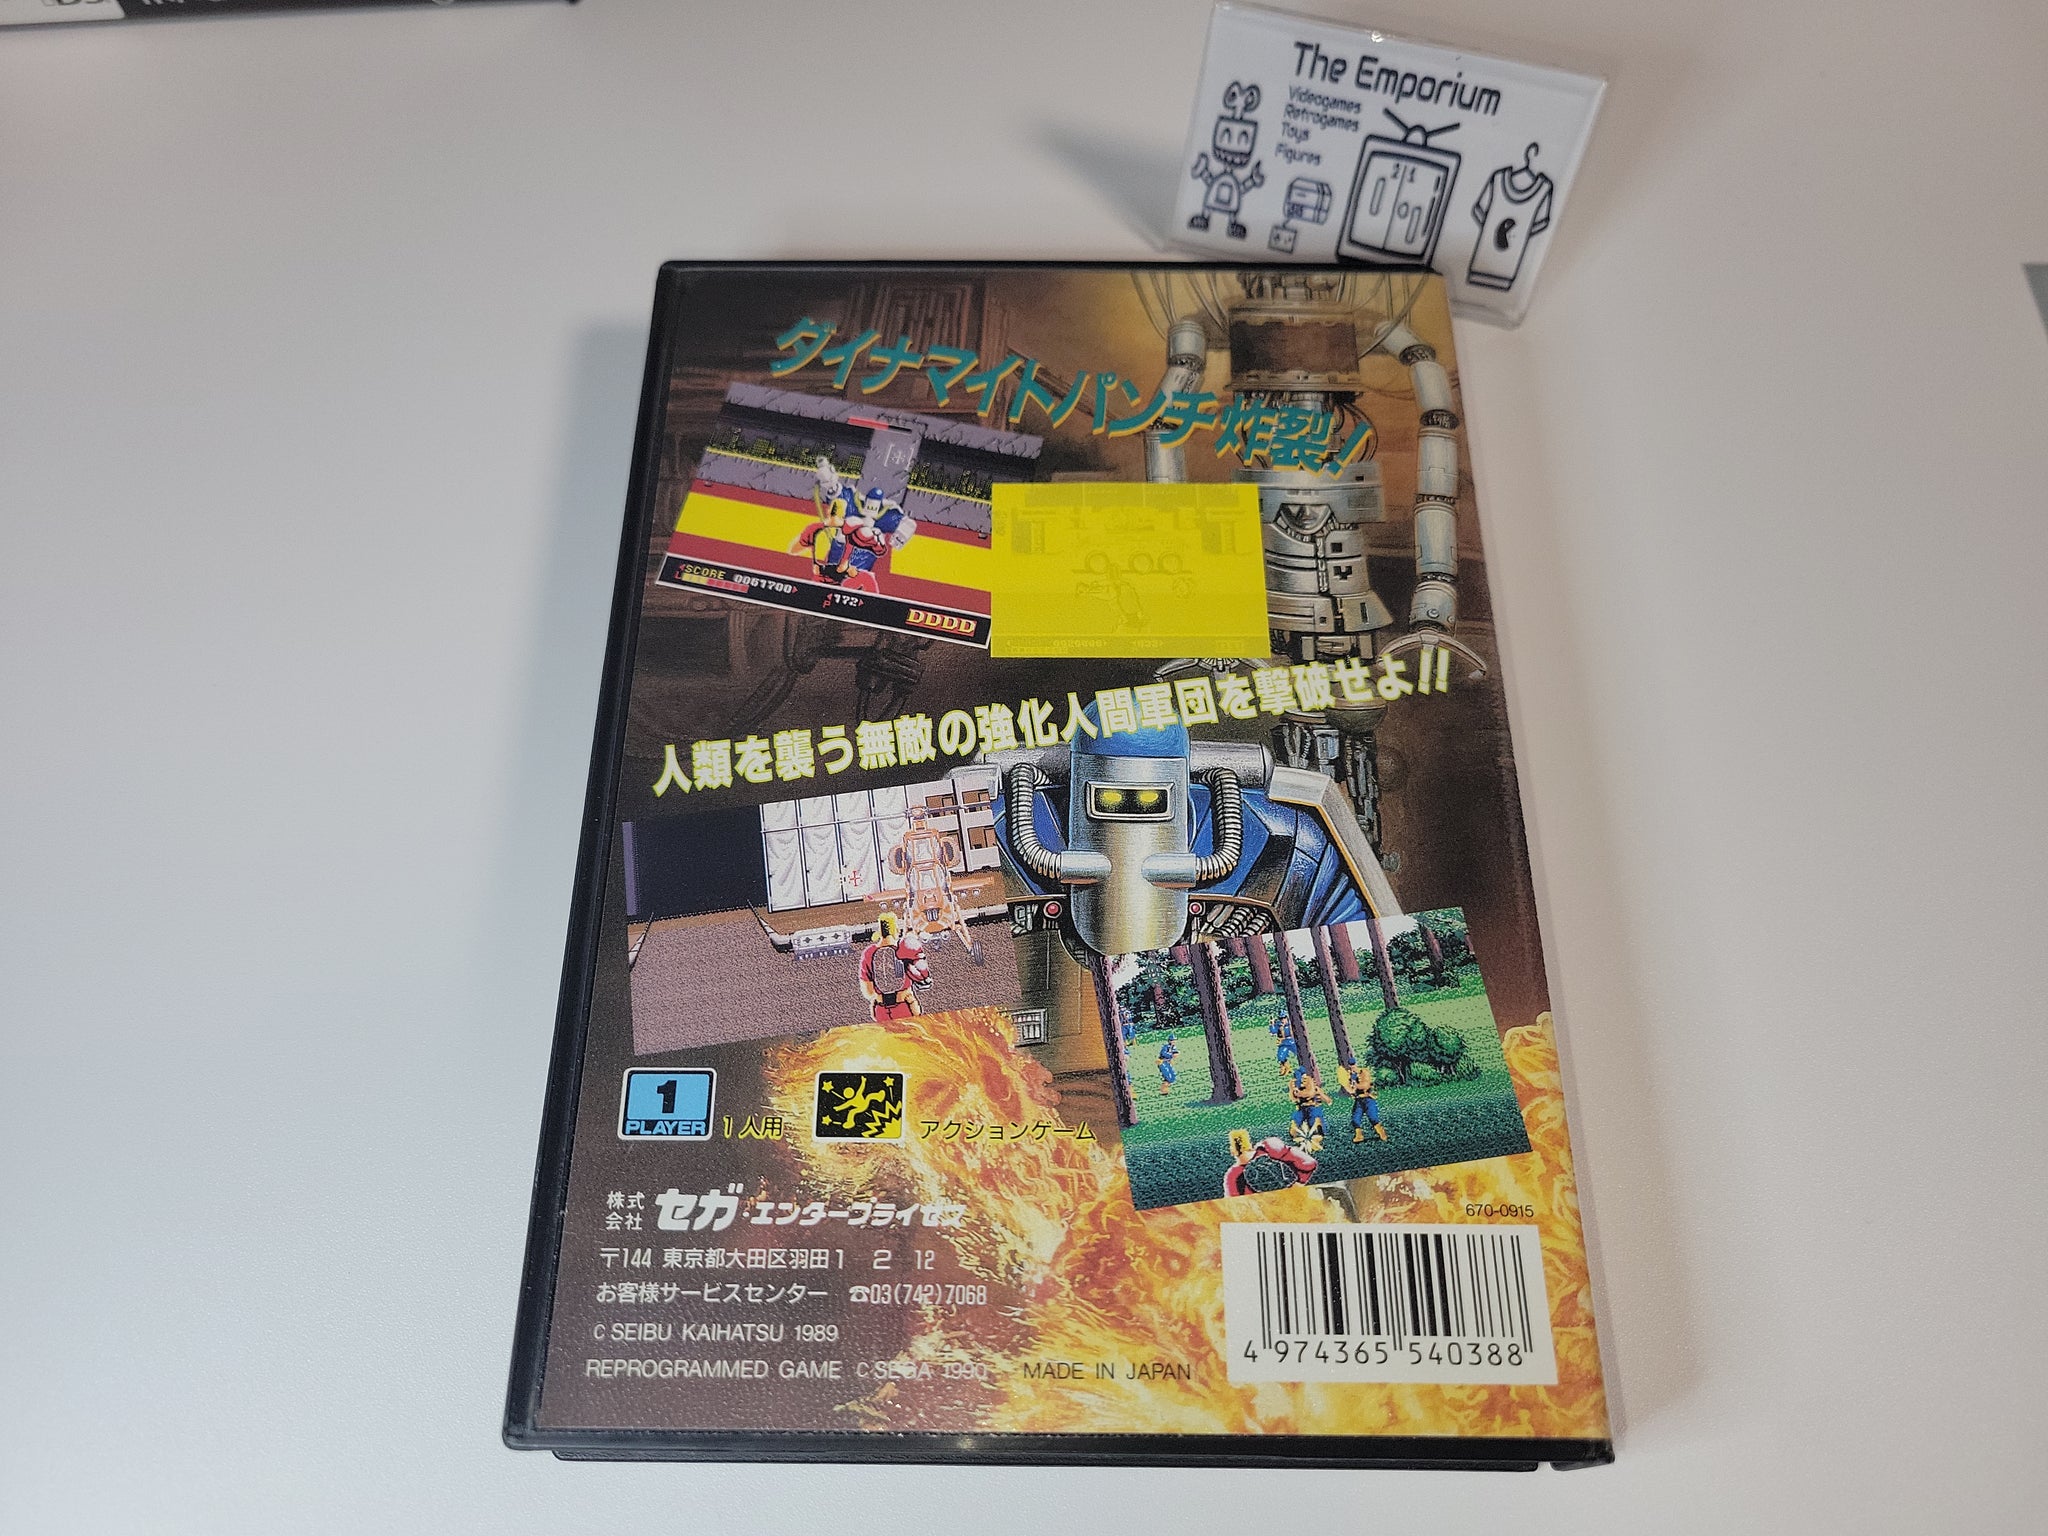 The Emporium
Videogames
Retrogames
Toys
Figures
ダイナマイトパンチ炸裂!
SCORE 0051700
P 172
DDDD
人類を襲う無敵の強化人間軍団を撃破せよ!!
1
PLAYER
1人用
アクションゲーム
株式会社 セガ・エンタープライゼス
〒144 東京都大田区羽田1 2 12
お客様サービスセンター ☎03(742)7068
C SEIBU KAIHATSU 1989
REPROGRAMMED GAME C SEGA 1990 MADE IN JAPAN
670-0915
4 974365 540388